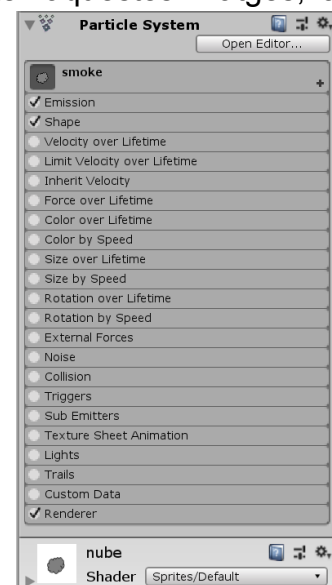 Particle System
Open Editor...
smoke
Emission
Shape
Velocity over Lifetime
Limit Velocity over Lifetime
Inherit Velocity
Force over Lifetime
Color over Lifetime
Color by Speed
Size over Lifetime
Size by Speed
Rotation over Lifetime
Rotation by Speed
External Forces
Noise
Collision
Triggers
Sub Emitters
Texture Sheet Animation
Lights
Trails
Custom Data
Renderer
nube
Shader Sprites/Default